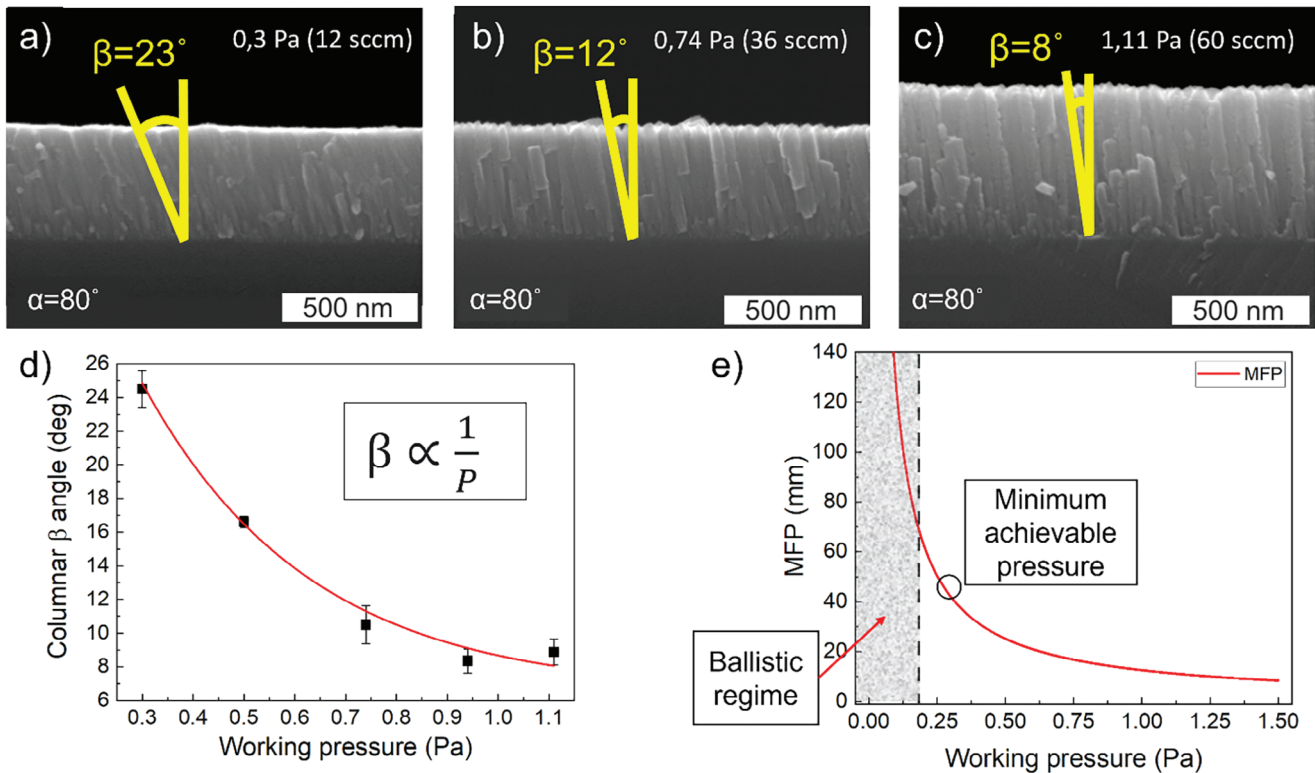 a)
0,3 Pa (12 sccm)
β=23°
α=80°
500 nm
b)
0,74 Pa (36 sccm)
β=12°
α=80°
500 nm
c)
1,11 Pa (60 sccm)
β=8°
α=80°
500 nm
d)
26
24
22
20
18
16
14
12
10
8
6
Columnar β angle (deg)
β ∝ 1/P
0.3 0.4 0.5 0.6 0.7 0.8 0.9 1.0 1.1
Working pressure (Pa)
e)
140
120
100
80
60
40
20
0
MFP (mm)
MFP
Minimum
achievable
pressure
Ballistic
regime
0.00 0.25 0.50 0.75 1.00 1.25 1.50
Working pressure (Pa)